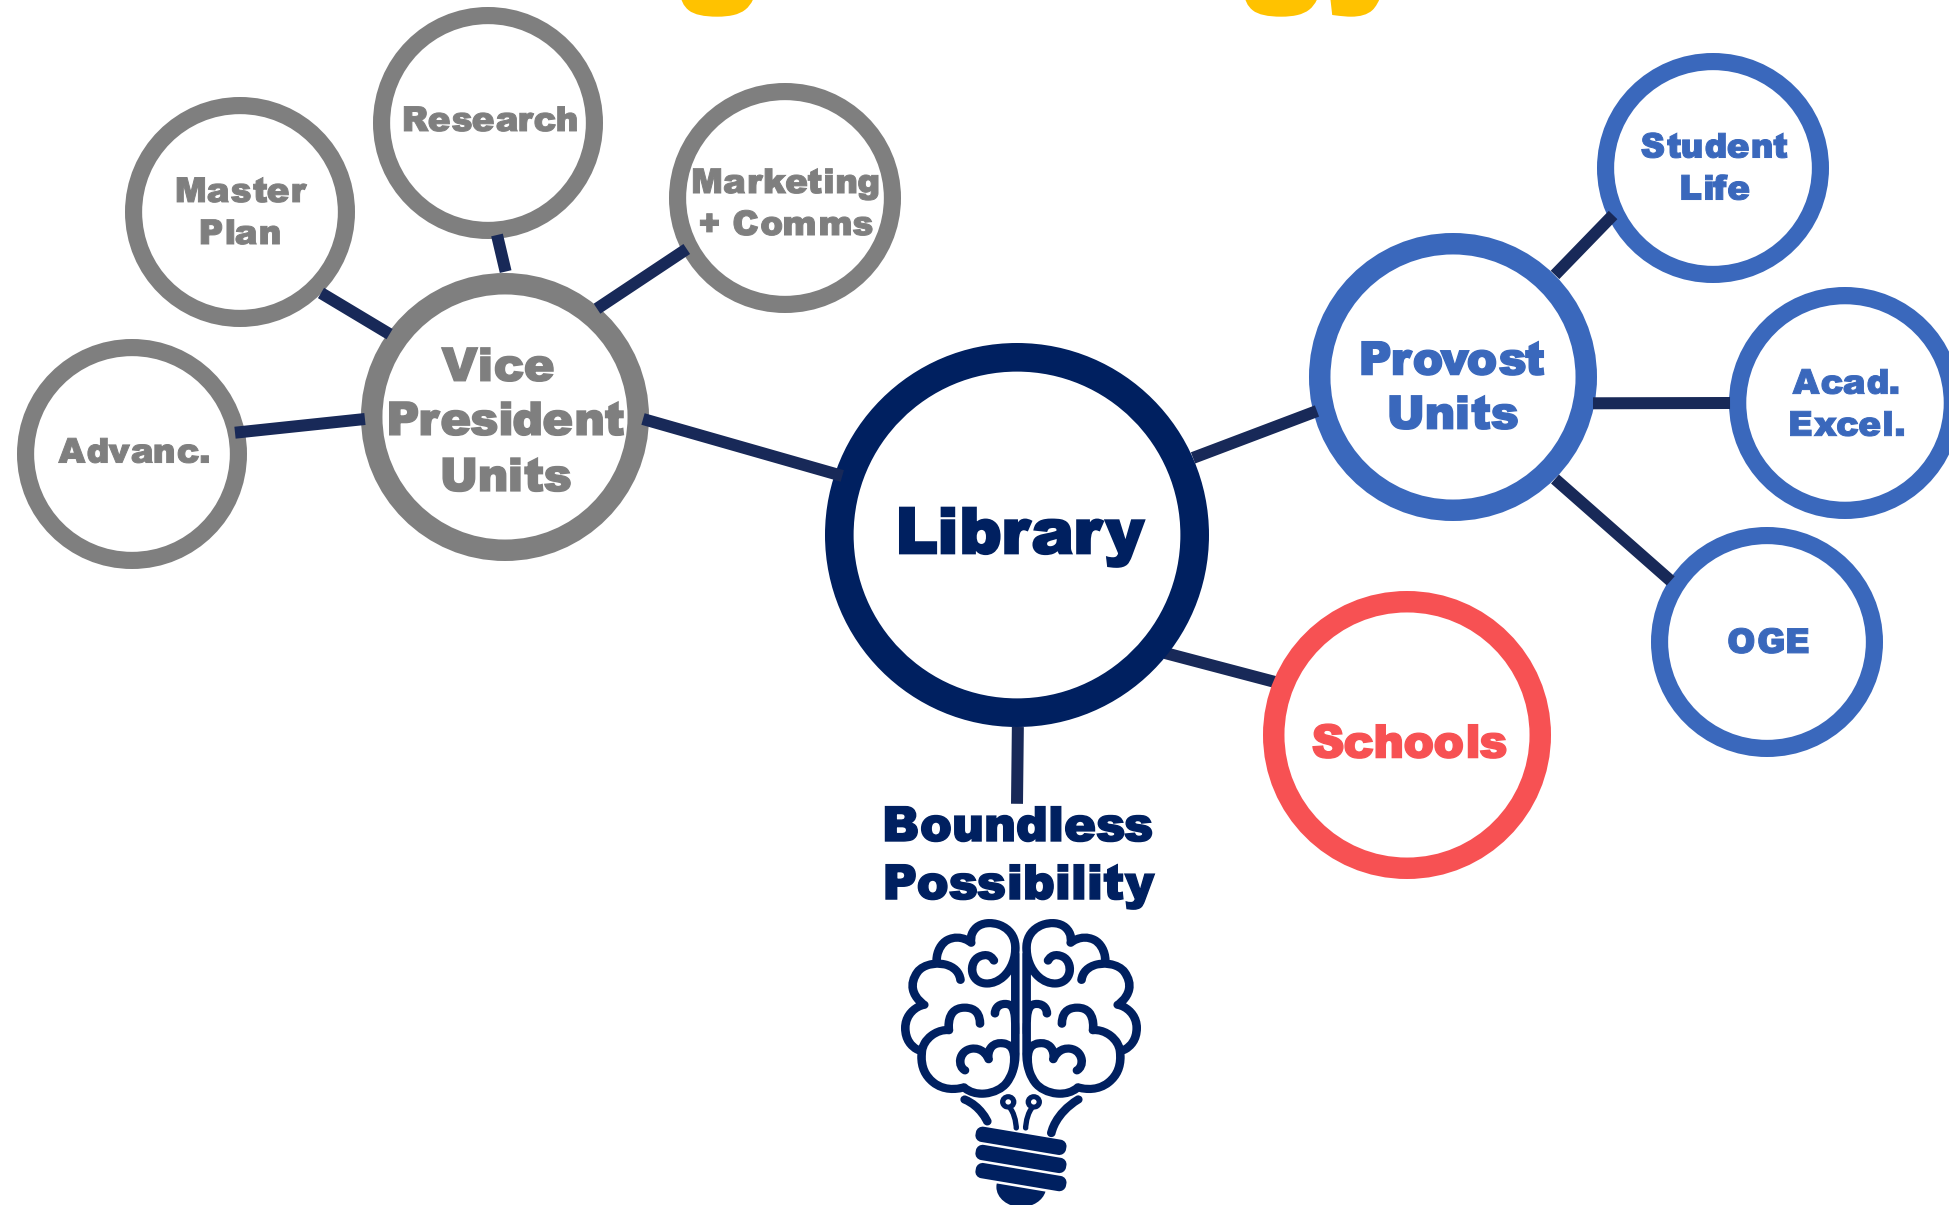 Research
Master
Plan
Marketing
+ Comms
Student
Life
Vice
President
Units
Advanc.
Provost
Units
Acad.
Excel.
Library
OGE
Schools
Boundless
Possibility